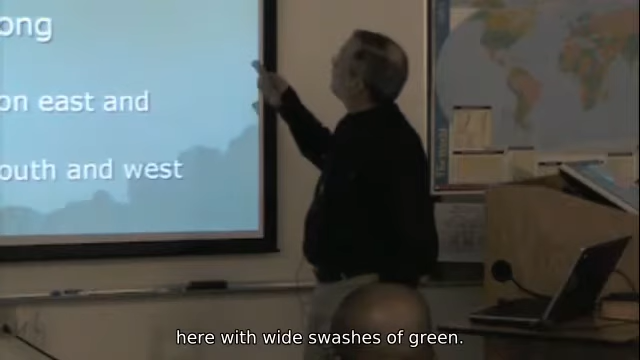 ong
on east and
outh and west
here with wide swashes of green.